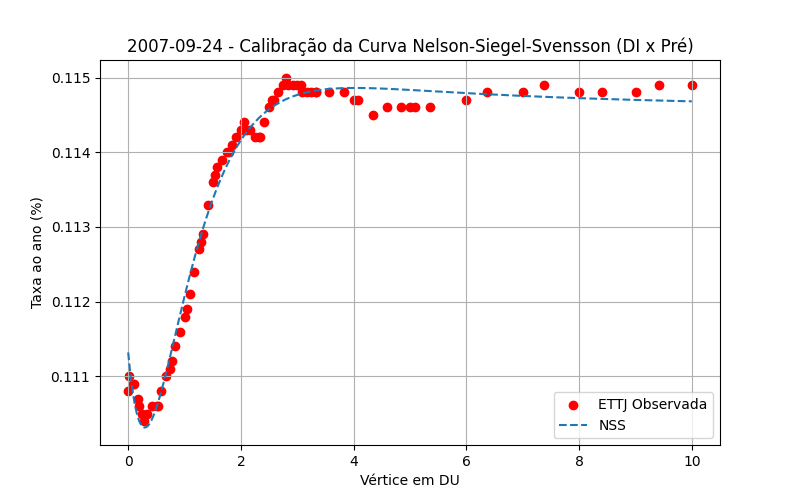 2007-09-24 - Calibração da Curva Nelson-Siegel-Svensson (DI x Pré)
Taxa ao ano (%)
0.115
0.114
0.113
0.112
0.111
ETTJ Observada
NSS
0 2 4 6 8 10
Vértice em DU